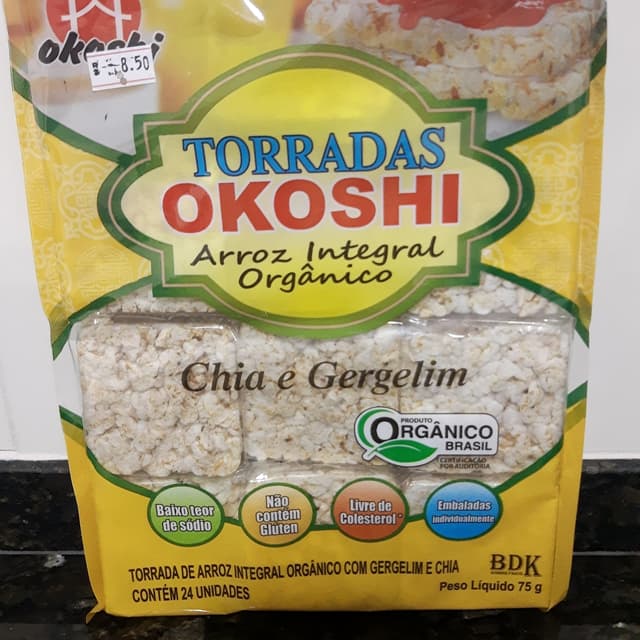 okoshi
8.50
TORRADAS
OKOSHI
Arroz Integral
Orgânico
Chia e Gergelim
PRODUTO
ORGÂNICO
BRASIL
CERTIFICAÇÃO
POR AUDITORIA
Baixo teor
de sódio
Não
contém
Glúten
Livre de
Colesterol*
Embaladas
individualmente
TORRADA DE ARROZ INTEGRAL ORGÂNICO COM GERGELIM E CHIA
CONTÉM 24 UNIDADES
BDK
Peso Líquido 75 g